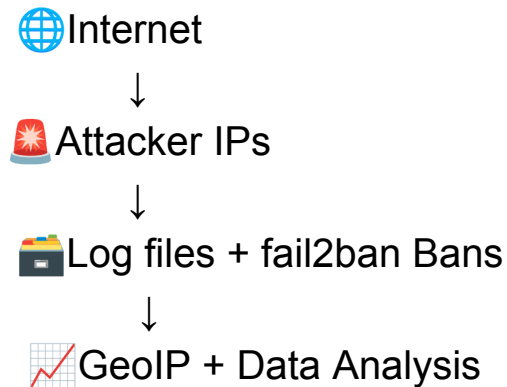 🌐Internet
↓
🚨Attacker IPs
↓
🗃️Log files + fail2ban Bans
↓
📈GeoIP + Data Analysis